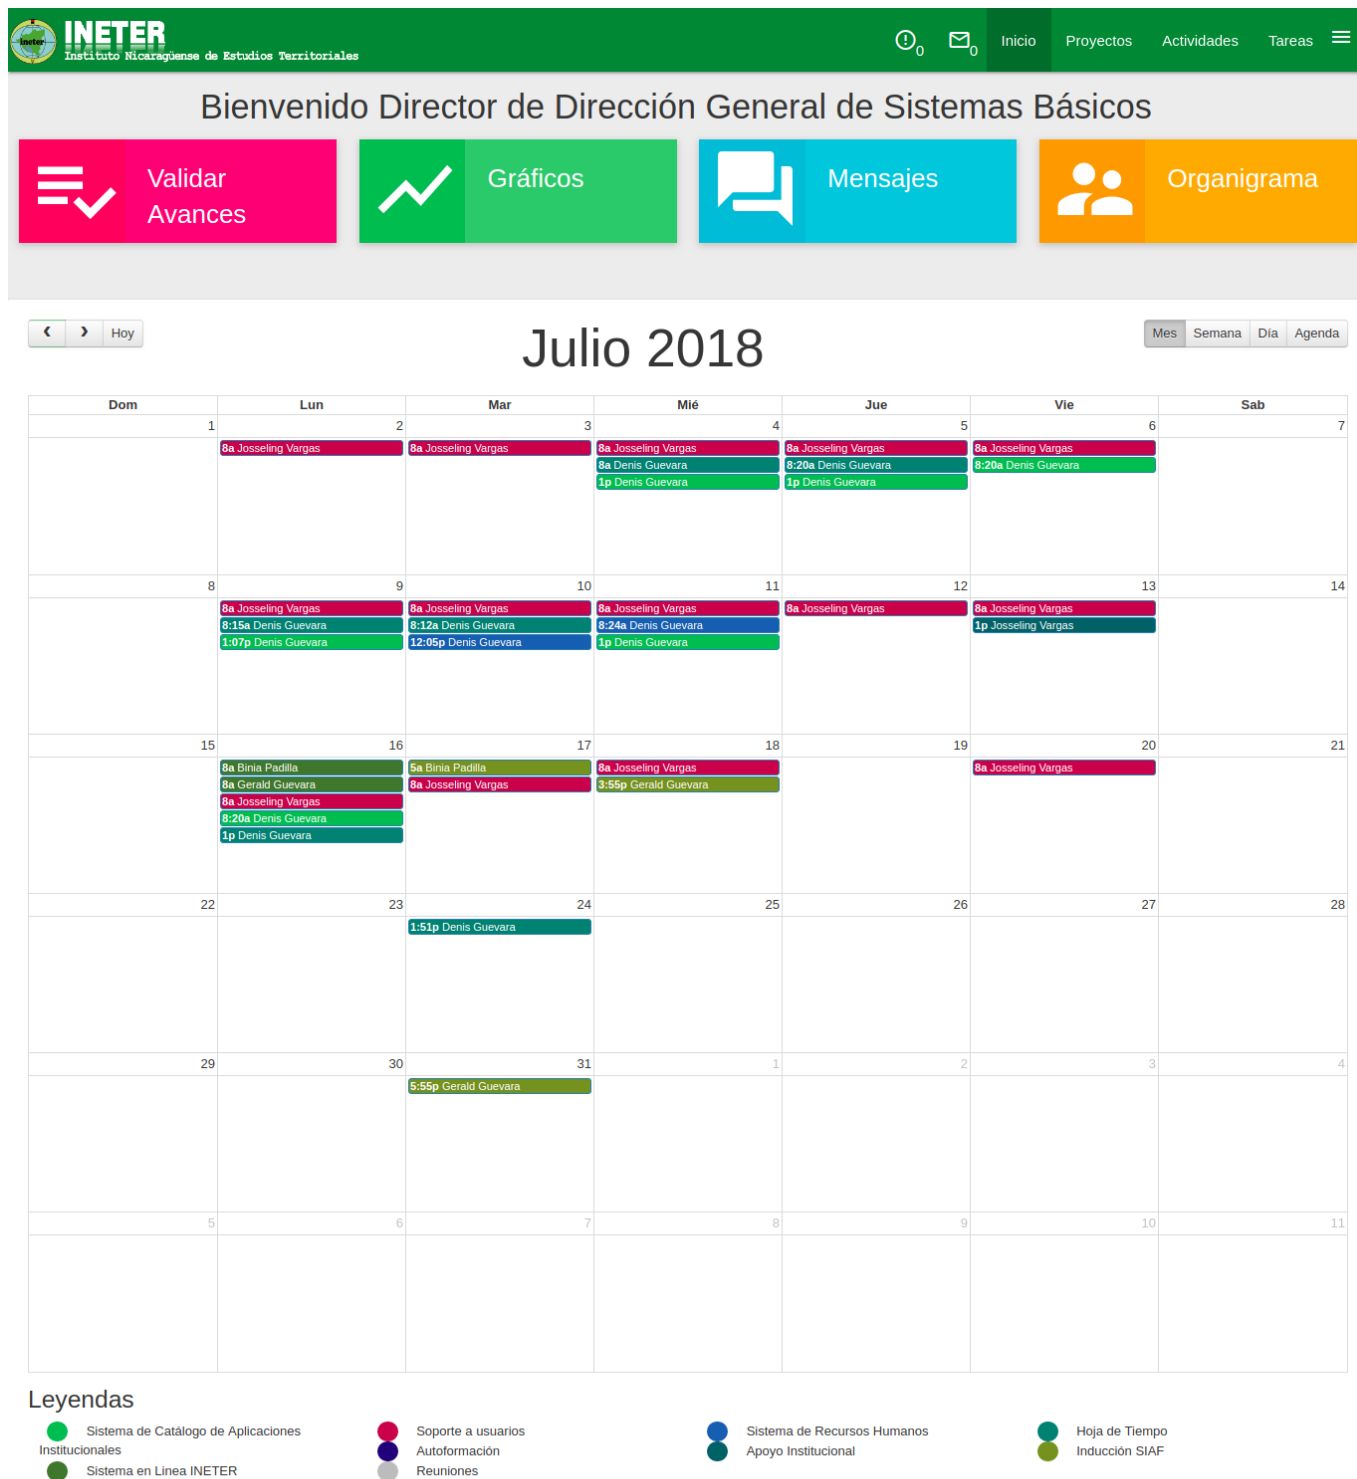 ineter
INETER
Instituto Nicaragüense de Estudios Territoriales
0
0
Inicio
Proyectos
Actividades
Tareas
Bienvenido Director de Dirección General de Sistemas Básicos
Validar
Avances
Gráficos
Mensajes
Organigrama
Hoy
Julio 2018
Mes
Semana
Día
Agenda
Dom Lun Mar Mié Jue Vie Sab
1 2 3 4 5 6 7
8a Josseling Vargas
8a Josseling Vargas
8a Josseling Vargas
8a Denis Guevara
1p Denis Guevara
8a Josseling Vargas
8:20a Denis Guevara
1p Denis Guevara
8a Josseling Vargas
8:20a Denis Guevara
8 9 10 11 12 13 14
8a Josseling Vargas
8:15a Denis Guevara
1:07p Denis Guevara
8a Josseling Vargas
8:12a Denis Guevara
12:05p Denis Guevara
8a Josseling Vargas
8:24a Denis Guevara
1p Denis Guevara
8a Josseling Vargas
8a Josseling Vargas
1p Josseling Vargas
15 16 17 18 19 20 21
8a Binia Padilla
8a Gerald Guevara
8a Josseling Vargas
8:20a Denis Guevara
1p Denis Guevara
5a Binia Padilla
8a Josseling Vargas
8a Josseling Vargas
3:55p Gerald Guevara
8a Josseling Vargas
22 23 24 25 26 27 28
1:51p Denis Guevara
29 30 31 1 2 3 4
5:55p Gerald Guevara
5 6 7 8 9 10 11
Leyendas
Sistema de Catálogo de Aplicaciones
Institucionales
Sistema en Linea INETER
Soporte a usuarios
Autoformación
Reuniones
Sistema de Recursos Humanos
Apoyo Institucional
Hoja de Tiempo
Inducción SIAF